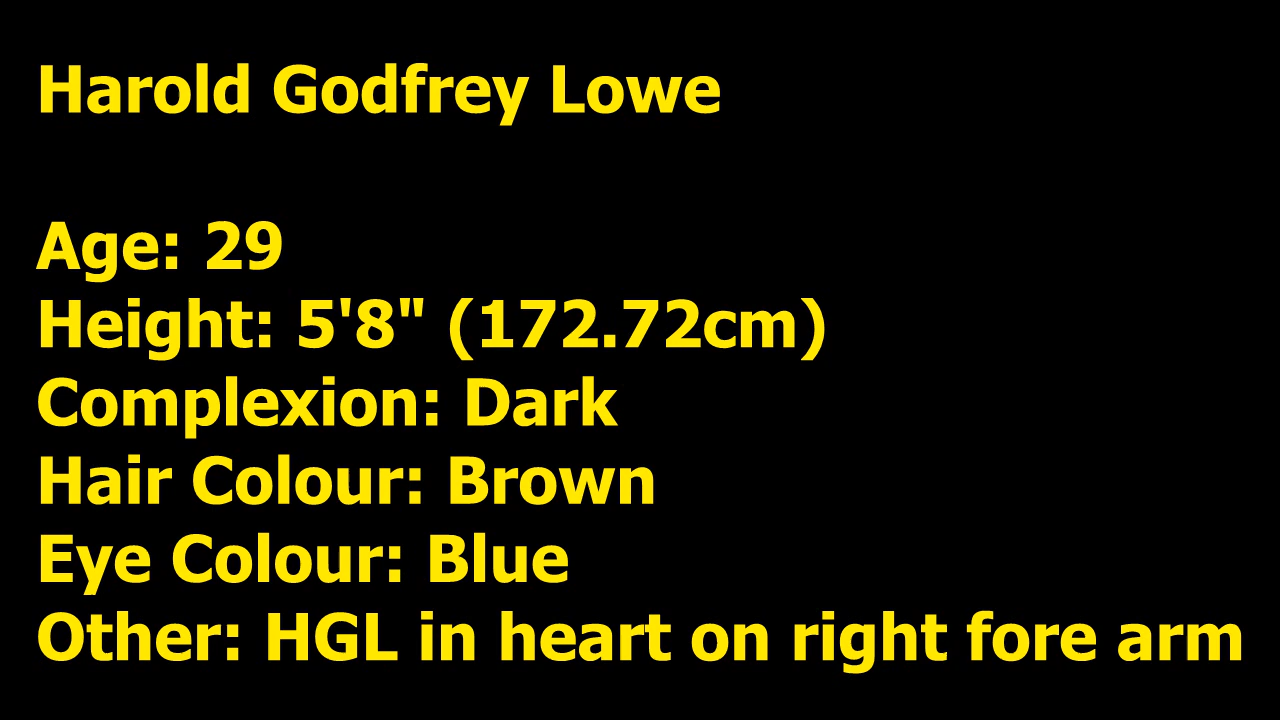 Harold Godfrey Lowe
Age: 29
Height: 5'8" (172.72cm)
Complexion: Dark
Hair Colour: Brown
Eye Colour: Blue
Other: HGL in heart on right fore arm